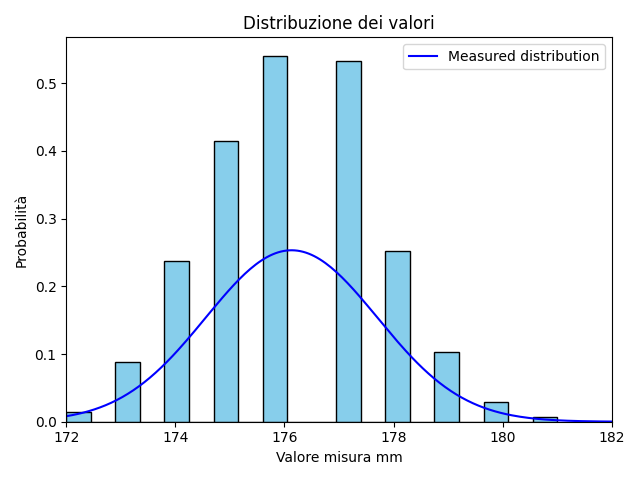 Distribuzione dei valori
Measured distribution
Probabilità
0.5
0.4
0.3
0.2
0.1
0.0
172 174 176 178 180 182
Valore misura mm